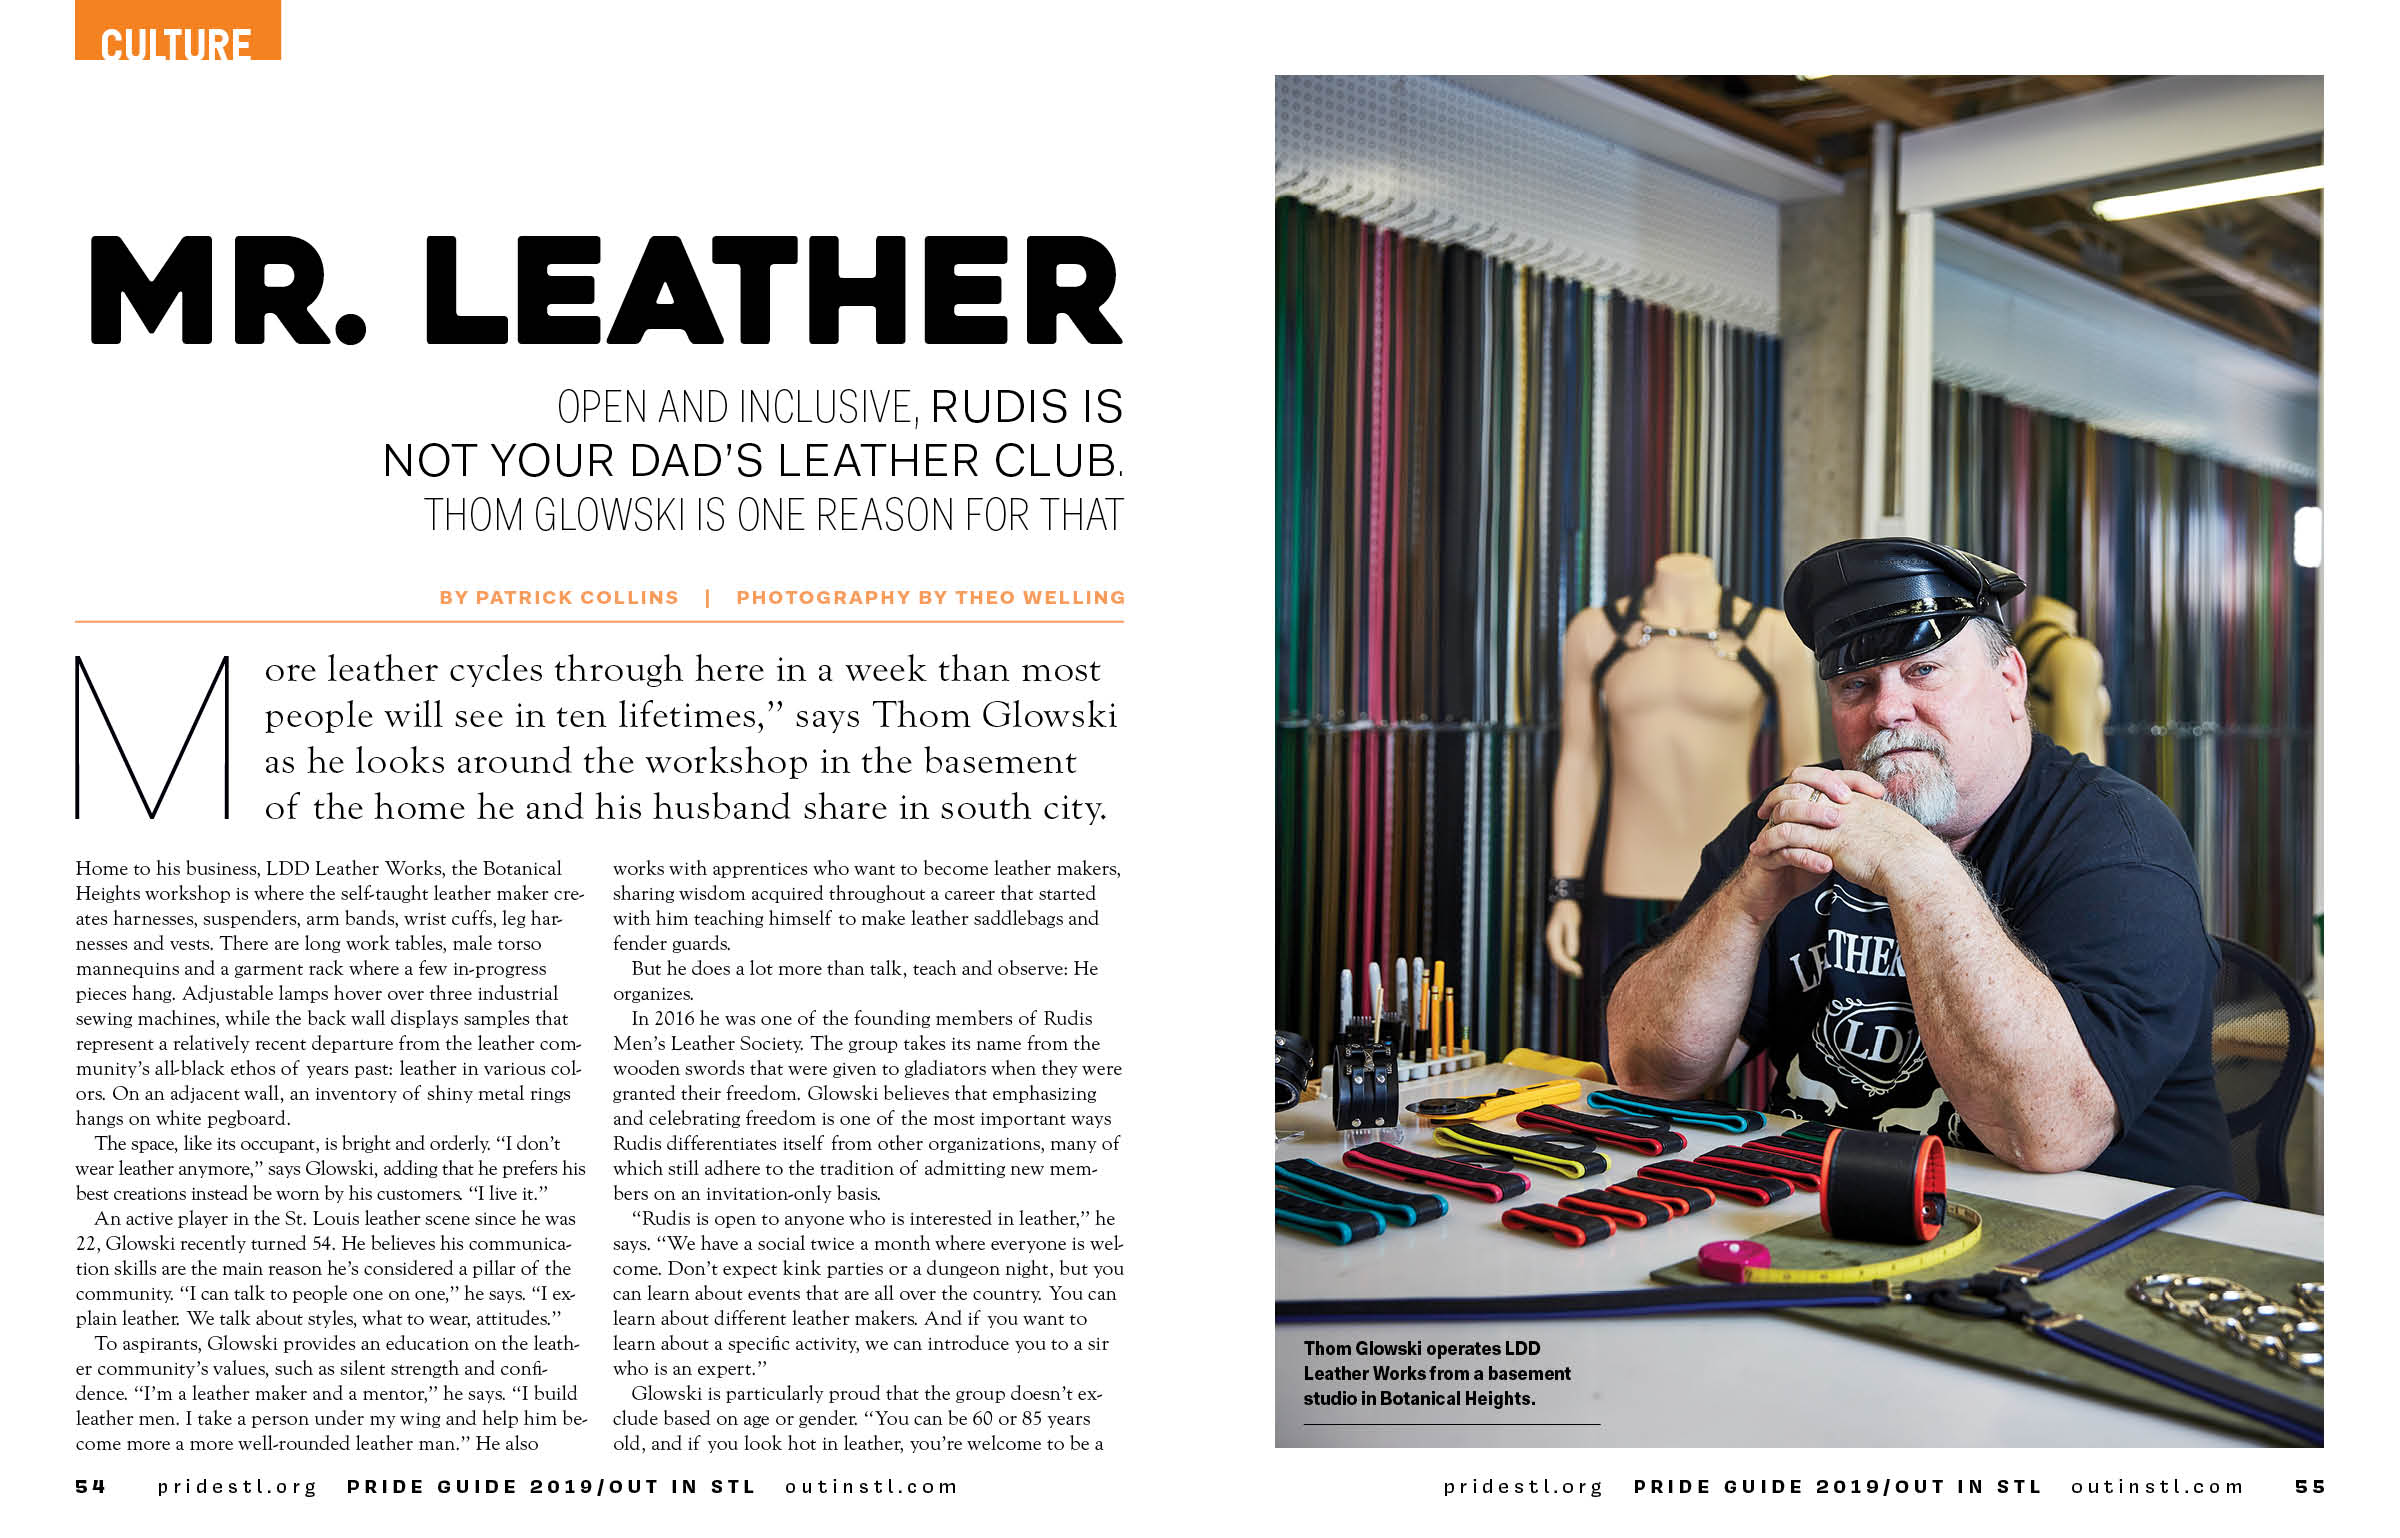 CULTURE
MR. LEATHER
OPEN AND INCLUSIVE, RUDIS IS
NOT YOUR DAD'S LEATHER CLUB.
THOM GLOWSKI IS ONE REASON FOR THAT
BY PATRICK COLLINS | PHOTOGRAPHY BY THEO WELLING
More leather cycles through here in a week than most
people will see in ten lifetimes,” says Thom Glowski
as he looks around the workshop in the basement
of the home he and his husband share in south city.
Home to his business, LDD Leather Works, the Botanical
Heights workshop is where the self-taught leather maker cre-
ates harnesses, suspenders, arm bands, wrist cuffs, leg har-
nesses and vests. There are long work tables, male torso
mannequins and a garment rack where a few in-progress
pieces hang. Adjustable lamps hover over three industrial
sewing machines, while the back wall displays samples that
represent a relatively recent departure from the leather com-
munity’s all-black ethos of years past: leather in various col-
ors. On an adjacent wall, an inventory of shiny metal rings
hangs on white pegboard.
The space, like its occupant, is bright and orderly. “I don’t
wear leather anymore,” says Glowski, adding that he prefers his
best creations instead be worn by his customers. “I live it.”
An active player in the St. Louis leather scene since he was
22, Glowski recently turned 54. He believes his communica-
tion skills are the main reason he’s considered a pillar of the
community. “I can talk to people one on one,” he says. “I ex-
plain leather. We talk about styles, what to wear, attitudes.”
To aspirants, Glowski provides an education on the leath-
er community’s values, such as silent strength and confi-
dence. “I’m a leather maker and a mentor,” he says. “I build
leather men. I take a person under my wing and help him be-
come more a more well-rounded leather man.” He also
works with apprentices who want to become leather makers,
sharing wisdom acquired throughout a career that started
with him teaching himself to make leather saddlebags and
fender guards.
But he does a lot more than talk, teach and observe: He
organizes.
In 2016 he was one of the founding members of Rudis
Men’s Leather Society. The group takes its name from the
wooden swords that were given to gladiators when they were
granted their freedom. Glowski believes that emphasizing
and celebrating freedom is one of the most important ways
Rudis differentiates itself from other organizations, many of
which still adhere to the tradition of admitting new mem-
bers on an invitation-only basis.
“Rudis is open to anyone who is interested in leather,” he
says. “We have a social twice a month where everyone is wel-
come. Don’t expect kink parties or a dungeon night, but you
can learn about events that are all over the country. You can
learn about different leather makers. And if you want to
learn about a specific activity, we can introduce you to a sir
who is an expert.”
Glowski is particularly proud that the group doesn’t ex-
clude based on age or gender. “You can be 60 or 85 years
old, and if you look hot in leather, you’re welcome to be a
54 pridestl.org PRIDE GUIDE 2019/OUT IN STL outinstl.com
LDD
Thom Glowski operates LDD
Leather Works from a basement
studio in Botanical Heights.
pridestl.org PRIDE GUIDE 2019/OUT IN STL outinstl.com 55